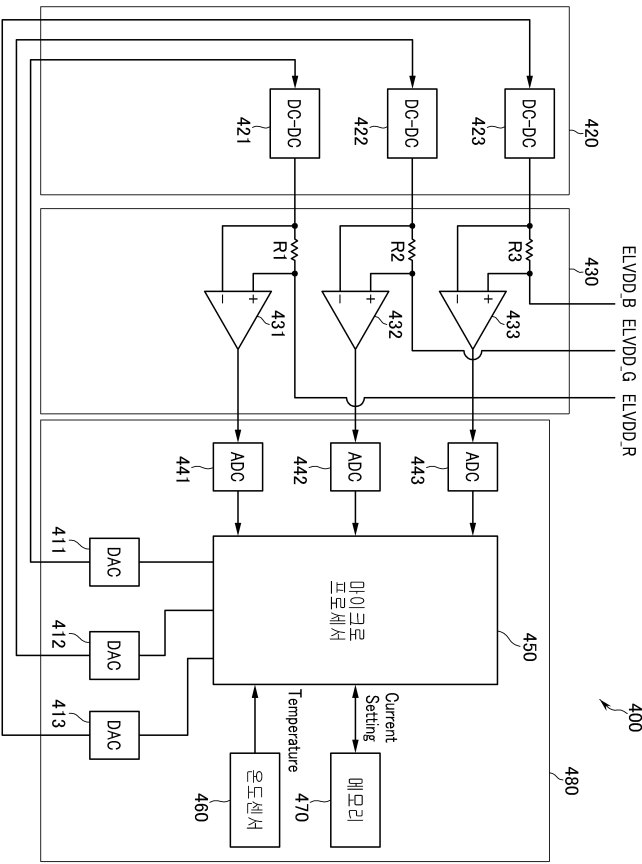 400
420
DC-DC
421
DC-DC
422
DC-DC
423
430
R1
R2
R3
-
+
431
-
+
432
-
+
433
ELVDD_B
ELVDD_G
ELVDD_R
480
ADC
441
ADC
442
ADC
443
마이크로
프로세서
450
DAC
411
DAC
412
DAC
413
Temperature
Current
Setting
온도센서
460
메모리
470